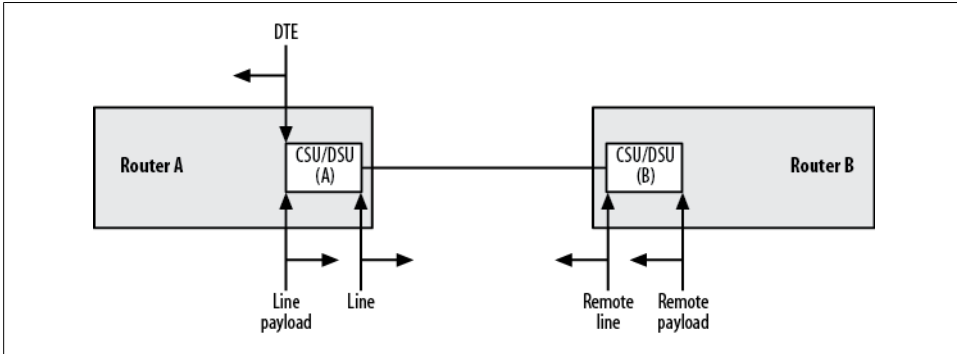 DTE
Router A
CSU/DSU
(A)
CSU/DSU
(B)
Router B
Line
payload
Line
Remote
line
Remote
payload